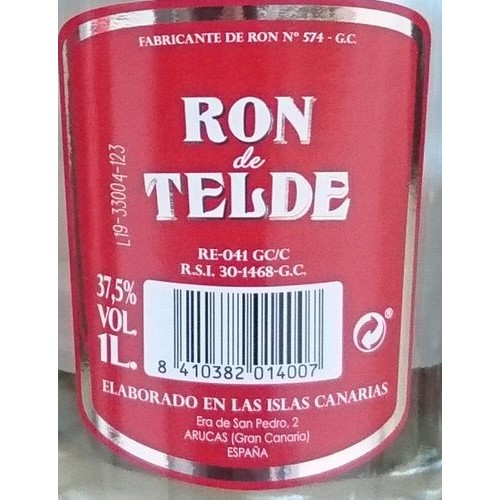 FABRICANTE DE RON Nº 574 - G.C.
RON
de
TELDE
L19-33004-123
RE-041 GC/C
R.S.I. 30-1468-G.C.
37,5%
VOL.
1L.
8 410382 014007
®
ELABORADO EN LAS ISLAS CANARIAS
Era de San Pedro, 2
ARUCAS (Gran Canaria)
ESPAÑA